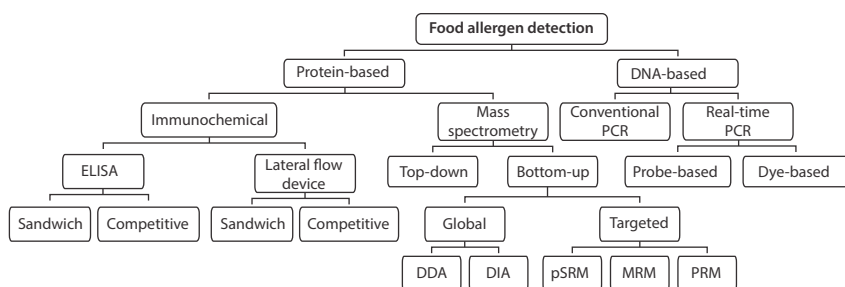 Food allergen detection
Protein-based
DNA-based
Immunochemical
Mass
spectrometry
Conventional
PCR
Real-time
PCR
ELISA
Lateral flow
device
Top-down
Bottom-up
Probe-based
Dye-based
Sandwich
Competitive
Sandwich
Competitive
Global
Targeted
DDA
DIA
pSRM
MRM
PRM